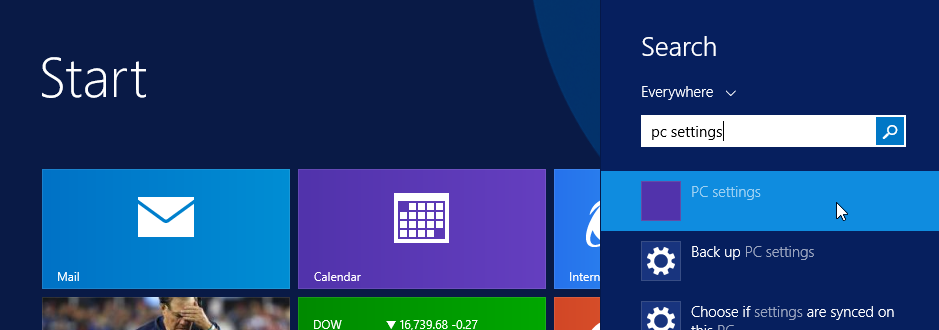 Start
Search
Everywhere
pc settings
PC settings
Back up PC settings
Choose if settings are synced on
this PC
Mail
Calendar
Intern
DOW ▼ 16,739.68 -0.27